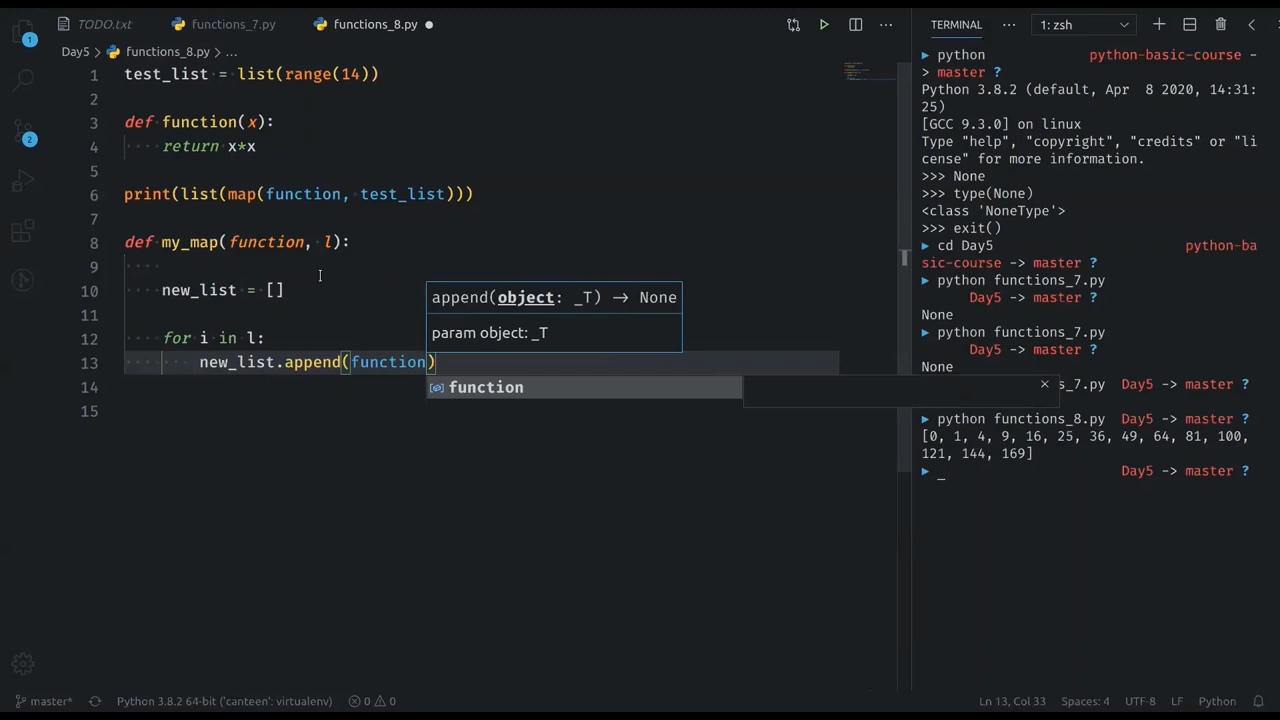 TODO.txt functions_7.py functions_8.py
Day5 > functions_8.py > ...
1 test_list = list(range(14))
2
3 def function(x):
4 return x*x
5
6 print(list(map(function, test_list)))
7
8 def my_map(function, l):
9
10 new_list = []
11
12 for i in l:
13 new_list.append(function)
14
15
append(object: _T) → None
param object: _T
function
1
2
TERMINAL 1: zsh
python python-basic-course -
> master ?
Python 3.8.2 (default, Apr 8 2020, 14:31:
25)
[GCC 9.3.0] on linux
Type "help", "copyright", "credits" or "li
cense" for more information.
>>> None
>>> type(None)
<class 'NoneType'>
>>> exit()
cd Day5 python-ba
sic-course -> master ?
python functions_7.py
Day5 -> master ?
None
python functions_7.py
Day5 -> master ?
None
s_7.py Day5 -> master ?
python functions_8.py Day5 -> master ?
[0, 1, 4, 9, 16, 25, 36, 49, 64, 81, 100,
121, 144, 169]
_ Day5 -> master ?
master* Python 3.8.2 64-bit ('canteen': virtualenv) 0 0 Ln 13, Col 33 Spaces: 4 UTF-8 LF Python